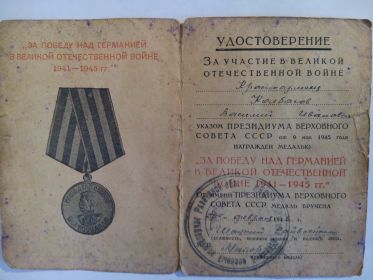 „ЗА ПОБЕДУ НАД ГЕРМАНИЕЙ
В ВЕЛИКОЙ ОТЕЧЕСТВЕННОЙ ВОЙНЕ
1941—1945 гг."
УДОСТОВЕРЕНИЕ
ЗА УЧАСТИЕ В ВЕЛИКОЙ
ОТЕЧЕСТВЕННОЙ ВОЙНЕ
Красноармеец
Василий Иванович
УКАЗОМ ПРЕЗИДИУМА ВЕРХОВНОГО
СОВЕТА СССР от 9 мая 1945 года
НАГРАЖДЕН МЕДАЛЬЮ
„ЗА ПОБЕДУ НАД ГЕРМАНИЕЙ
В ВЕЛИКОЙ ОТЕЧЕСТВЕННОЙ
ВОЙНЕ 1941—1945 гг."
ОТ ИМЕНИ ПРЕЗИДИУМА ВЕРХОВНОГО
СОВЕТА СССР МЕДАЛЬ ВРУЧЕНА
февраля